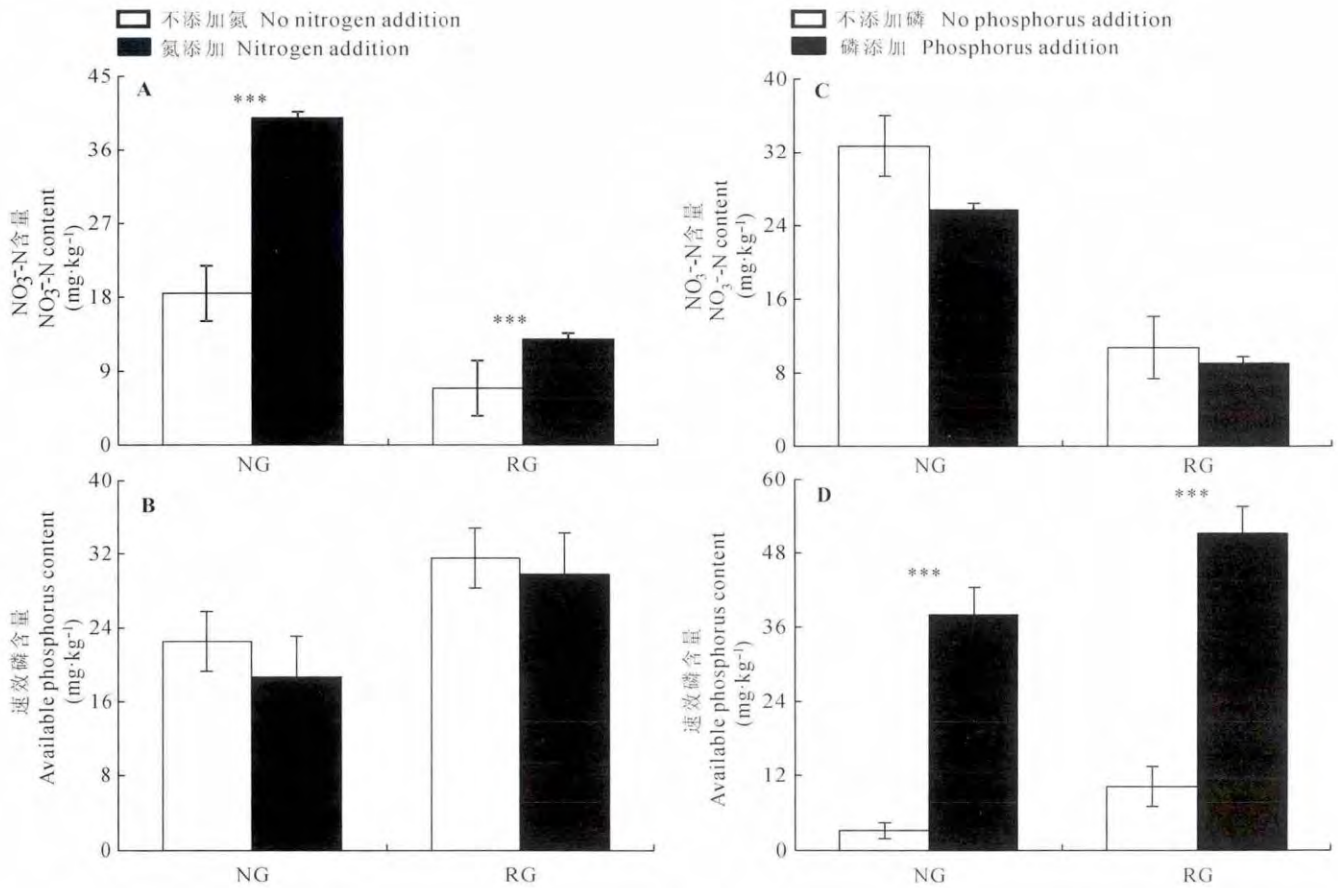 不添加氮 No nitrogen addition
氮添加 Nitrogen addition
A
***
***
45
36
27
18
9
0
NO₃⁻-N含量
NO₃⁻-N content
(mg·kg⁻¹)
NG
RG
B
40
32
24
16
8
0
速效磷含量
Available phosphorus content
(mg·kg⁻¹)
NG
RG
不添加磷 No phosphorus addition
磷添加 Phosphorus addition
C
40
32
24
16
8
0
NO₃⁻-N含量
NO₃⁻-N content
(mg·kg⁻¹)
NG
RG
D
***
***
60
48
36
24
12
0
速效磷含量
Available phosphorus content
(mg·kg⁻¹)
NG
RG